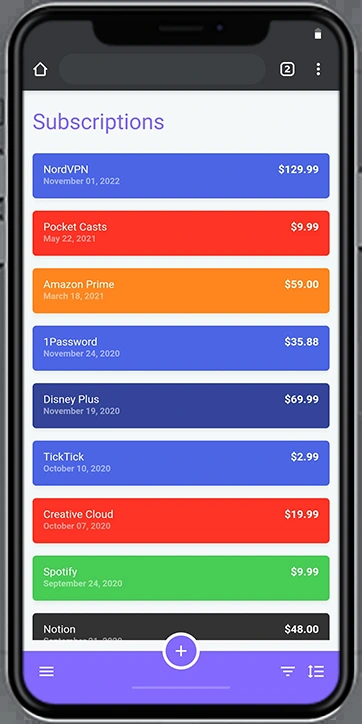 2
Subscriptions
NordVPN $129.99
November 01, 2022
Pocket Casts $9.99
May 22, 2021
Amazon Prime $59.00
March 18, 2021
1Password $35.88
November 24, 2020
Disney Plus $69.99
November 19, 2020
TickTick $2.99
October 10, 2020
Creative Cloud $19.99
October 07, 2020
Spotify $9.99
September 24, 2020
Notion $48.00
September 21, 2020